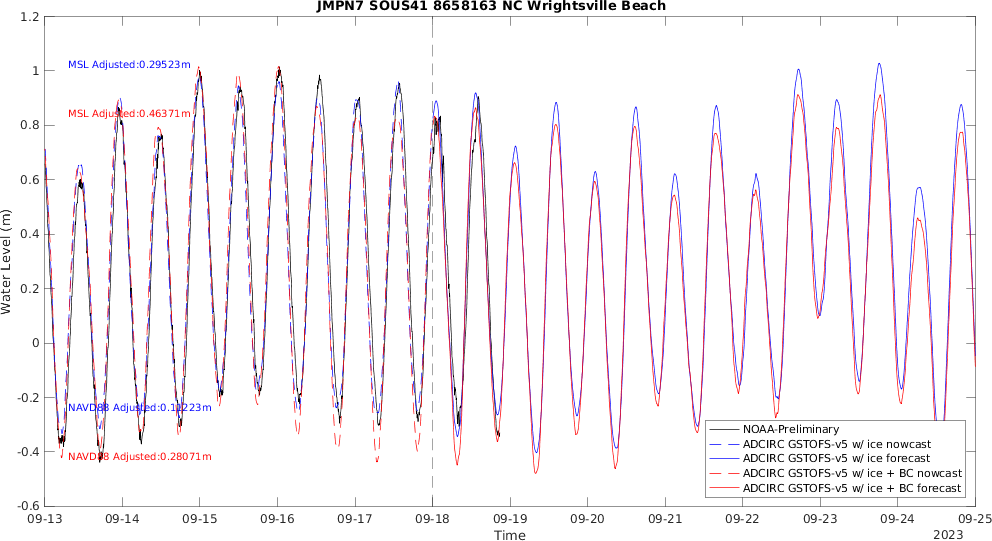 JMPN7 SOUS41 8658163 NC Wrightsville Beach
1.2
1
0.8
0.6
0.4
0.2
0
-0.2
-0.4
-0.6
Water Level (m)
MSL Adjusted:0.29523m
MSL Adjusted:0.46371m
NAVD88 Adjusted:0.11223m
NAVD88 Adjusted:0.28071m
NOAA-Preliminary
ADCIRC GSTOFS-v5 w/ ice nowcast
ADCIRC GSTOFS-v5 w/ ice forecast
ADCIRC GSTOFS-v5 w/ ice + BC nowcast
ADCIRC GSTOFS-v5 w/ ice + BC forecast
09-13 09-14 09-15 09-16 09-17 09-18 09-19 09-20 09-21 09-22 09-23 09-24 09-25
Time
2023